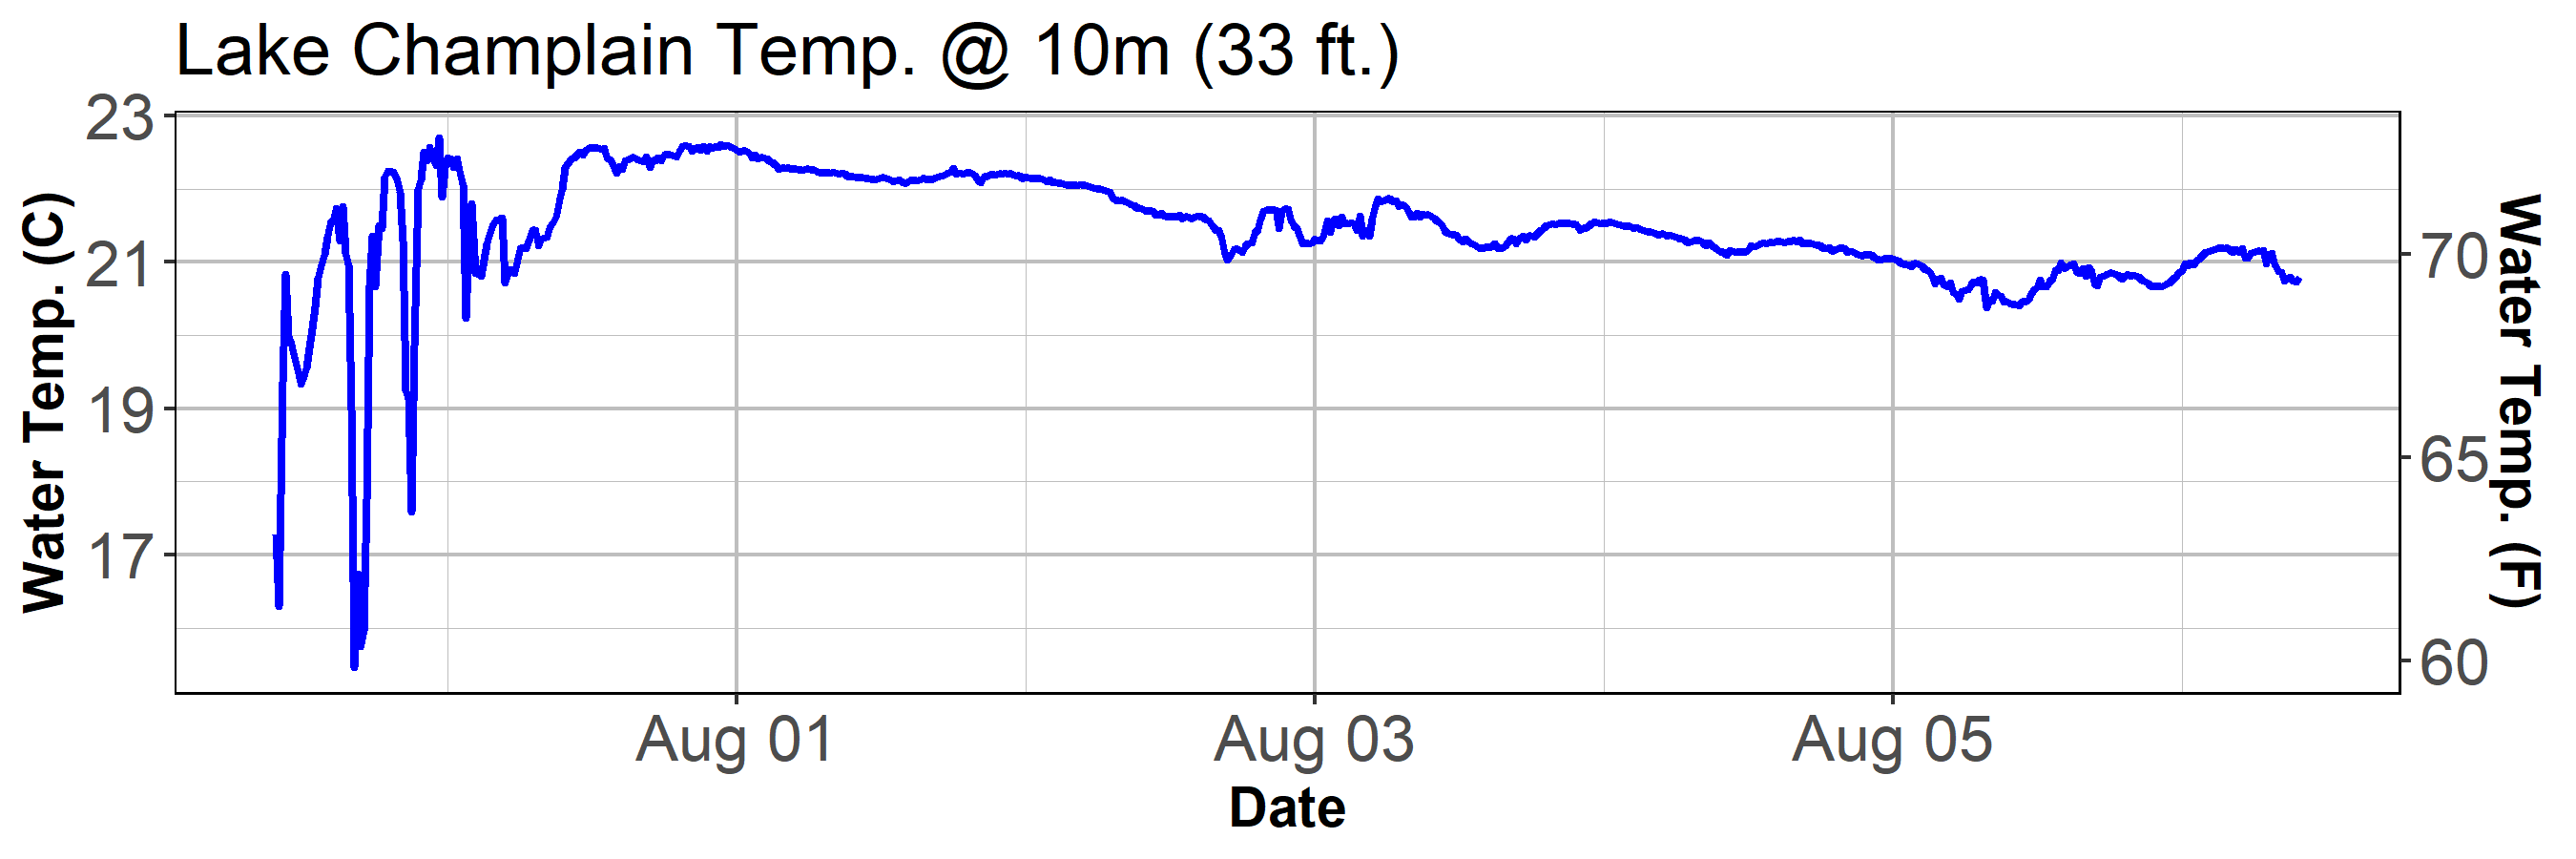 Lake Champlain Temp. @ 10m (33 ft.)
Water Temp. (C)
23
21
19
17
70
65
60
Water Temp. (F)
Aug 01
Aug 03
Aug 05
Date